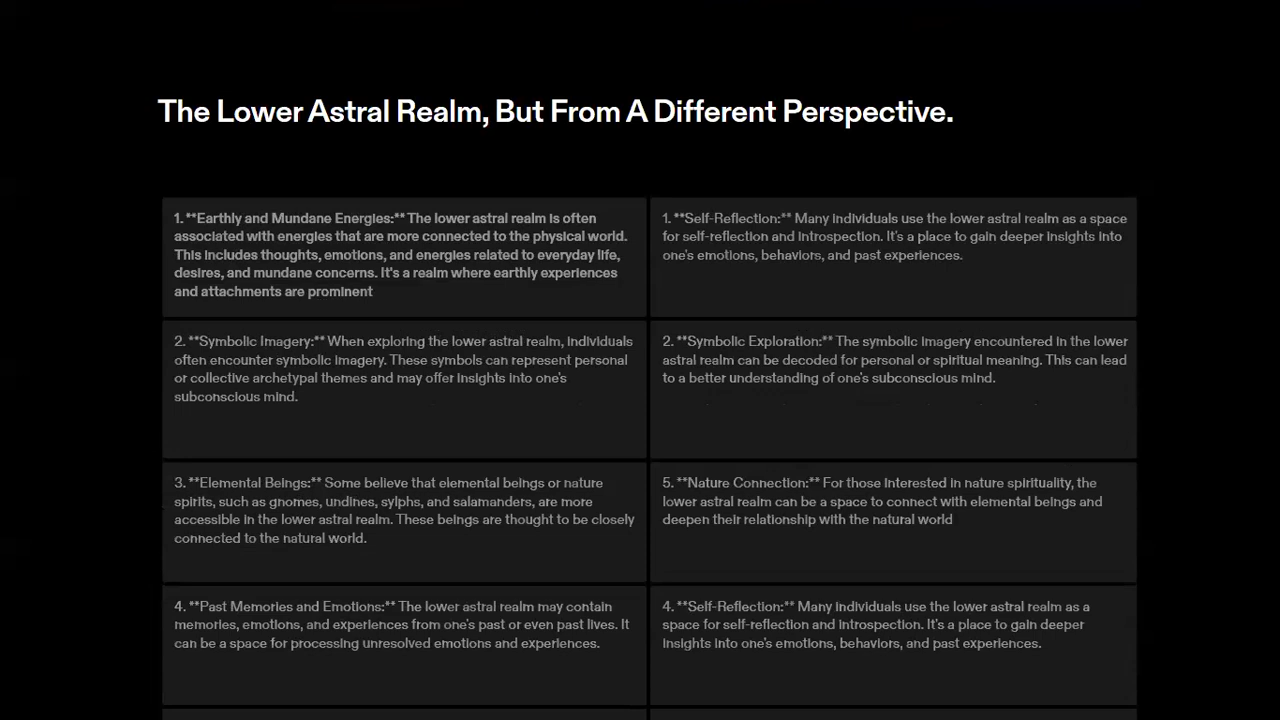 The Lower Astral Realm, But From A Different Perspective.
1. **Earthly and Mundane Energies:** The lower astral realm is often
associated with energies that are more connected to the physical world.
This includes thoughts, emotions, and energies related to everyday life,
desires, and mundane concerns. It's a realm where earthly experiences
and attachments are prominent
1. **Self-Reflection:** Many individuals use the lower astral realm as a space
for self-reflection and introspection. It's a place to gain deeper insights into
one's emotions, behaviors, and past experiences.
2. **Symbolic Imagery:** When exploring the lower astral realm, individuals
often encounter symbolic imagery. These symbols can represent personal
or collective archetypal themes and may offer insights into one's
subconscious mind.
2. **Symbolic Exploration:** The symbolic imagery encountered in the lower
astral realm can be decoded for personal or spiritual meaning. This can lead
to a better understanding of one's subconscious mind.
3. **Elemental Beings:** Some believe that elemental beings or nature
spirits, such as gnomes, undines, sylphs, and salamanders, are more
accessible in the lower astral realm. These beings are thought to be closely
connected to the natural world.
5. **Nature Connection:** For those interested in nature spirituality, the
lower astral realm can be a space to connect with elemental beings and
deepen their relationship with the natural world
4. **Past Memories and Emotions:** The lower astral realm may contain
memories, emotions, and experiences from one's past or even past lives. It
can be a space for processing unresolved emotions and experiences.
4. **Self-Reflection:** Many individuals use the lower astral realm as a
space for self-reflection and introspection. It's a place to gain deeper
insights into one's emotions, behaviors, and past experiences.